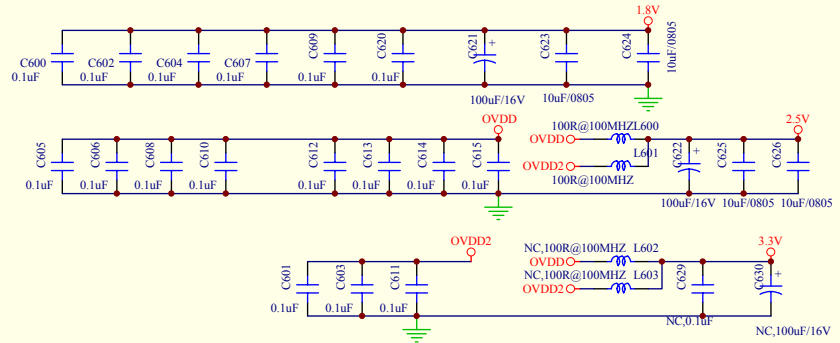 1.8V
C600
0.1uF
C602
0.1uF
C604
0.1uF
C607
0.1uF
C609
0.1uF
C620
0.1uF
C621
+
100uF/16V
C623
10uF/0805
C624
10uF/0805
OVDD
C605
0.1uF
C606
0.1uF
C608
0.1uF
C610
0.1uF
C612
0.1uF
C613
0.1uF
C614
0.1uF
C615
0.1uF
100R@100MHZL600
OVDD
L601
OVDD2
100R@100MHZ
2.5V
C622
+
100uF/16V
C625
10uF/0805
C626
10uF/0805
OVDD2
C601
0.1uF
C603
0.1uF
C611
0.1uF
NC,100R@100MHZ L602
OVDD
NC,100R@100MHZ L603
OVDD2
3.3V
C629
NC,0.1uF
C630
+
NC,100uF/16V